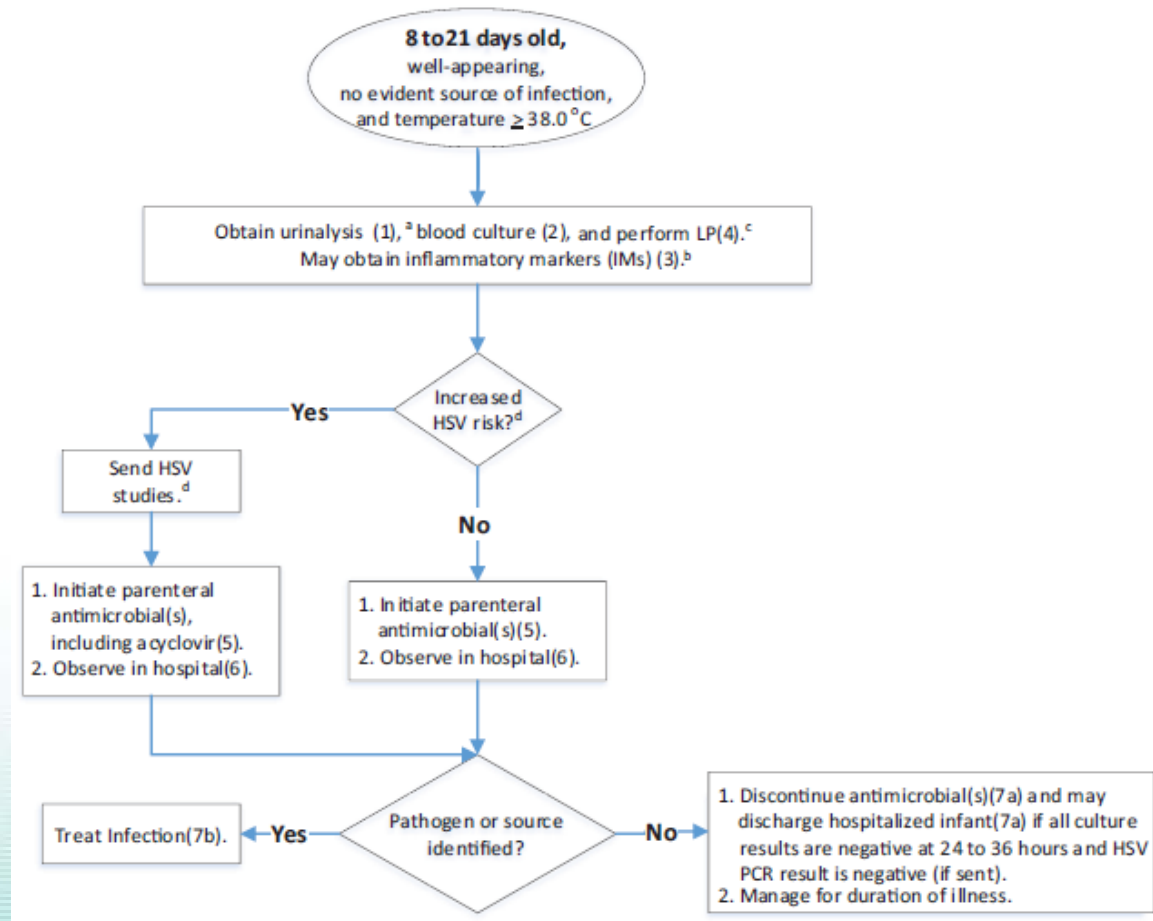 8 to21 days old,
well-appearing,
no evident source of infection,
and temperature ≥ 38.0 °C
Obtain urinalysis (1), ᵃ blood culture (2), and perform LP(4).ᶜ
May obtain inflammatory markers (IMs) (3).ᵇ
Increased
HSV risk?ᵈ
Yes
Send HSV
studies.ᵈ
No
1. Initiate parenteral
antimicrobial(s),
including acyclovir(5).
2. Observe in hospital(6).
1. Initiate parenteral
antimicrobial(s)(5).
2. Observe in hospital(6).
Pathogen or source
identified?
Yes
Treat Infection(7b).
No
1. Discontinue antimicrobial(s)(7a) and may
discharge hospitalized infant(7a) if all culture
results are negative at 24 to 36 hours and HSV
PCR result is negative (if sent).
2. Manage for duration of illness.